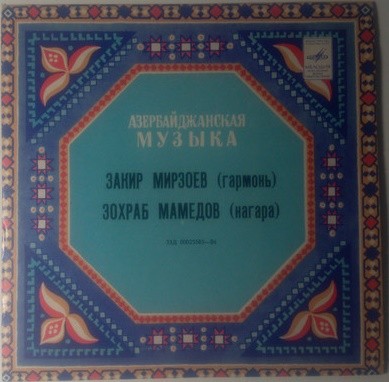 АЗЕРБАЙДЖАНСКАЯ
МУЗЫКА
ЗАКИР МИРЗОЕВ (гармонь)
ЗОХРАБ МАМЕДОВ (нагара)